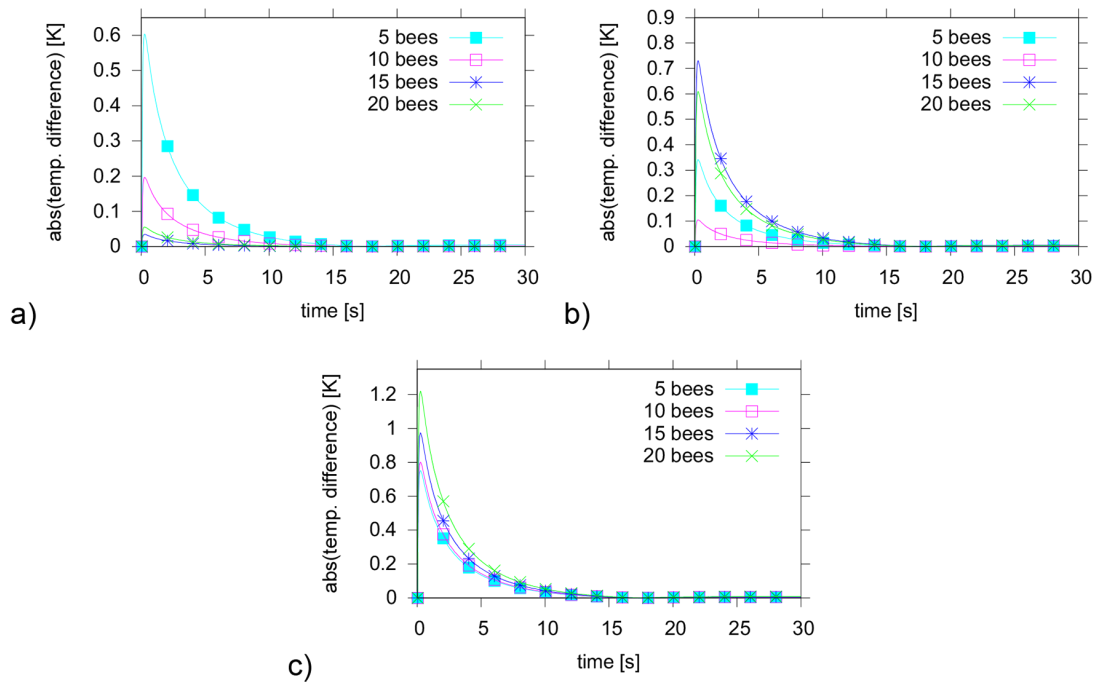 abs(temp. difference) [K]
0.6
0.5
0.4
0.3
0.2
0.1
0
5 bees
10 bees
15 bees
20 bees
0 5 10 15 20 25 30
time [s]
a)
abs(temp. difference) [K]
0.9
0.8
0.7
0.6
0.5
0.4
0.3
0.2
0.1
0
5 bees
10 bees
15 bees
20 bees
0 5 10 15 20 25 30
time [s]
b)
abs(temp. difference) [K]
1.2
1
0.8
0.6
0.4
0.2
0
5 bees
10 bees
15 bees
20 bees
0 5 10 15 20 25 30
time [s]
c)